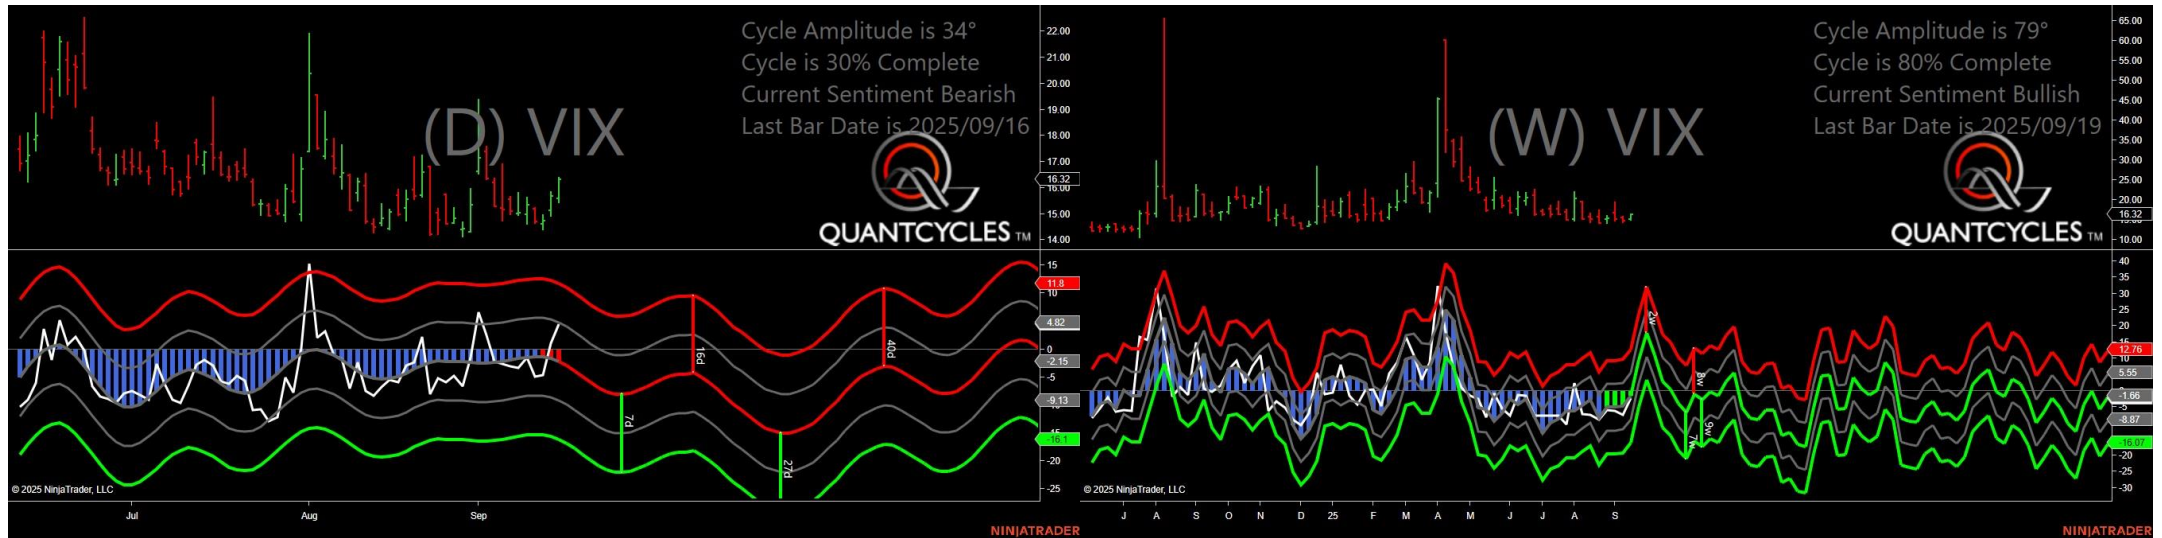 Cycle Amplitude is 34°
Cycle is 30% Complete
Current Sentiment Bearish
Last Bar Date is 2025/09/16
(D) VIX
QUANTCYCLES TM
22.00
21.00
20.00
19.00
18.00
17.00
16.32
16.00
15.00
14.00
15
11.8
10
4.82
0
-2.15
-5
-9.13
-15
-16.1
-20
-25
16d
40d
7d
27d
© 2025 NinjaTrader, LLC
Jul
Aug
Sep
NINJATRADER
Cycle Amplitude is 79°
Cycle is 80% Complete
Current Sentiment Bullish
Last Bar Date is 2025/09/19
(W) VIX
QUANTCYCLES TM
65.00
60.00
55.00
50.00
45.00
40.00
35.00
30.00
25.00
20.00
16.32
10.00
40
35
30
25
20
15
12.76
10
5.55
-1.66
-5
-8.87
-16.07
-20
-25
-30
2w
8w
7w
9w
© 2025 NinjaTrader, LLC
J A S O N D 25 F M A M J J A S
NINJATRADER